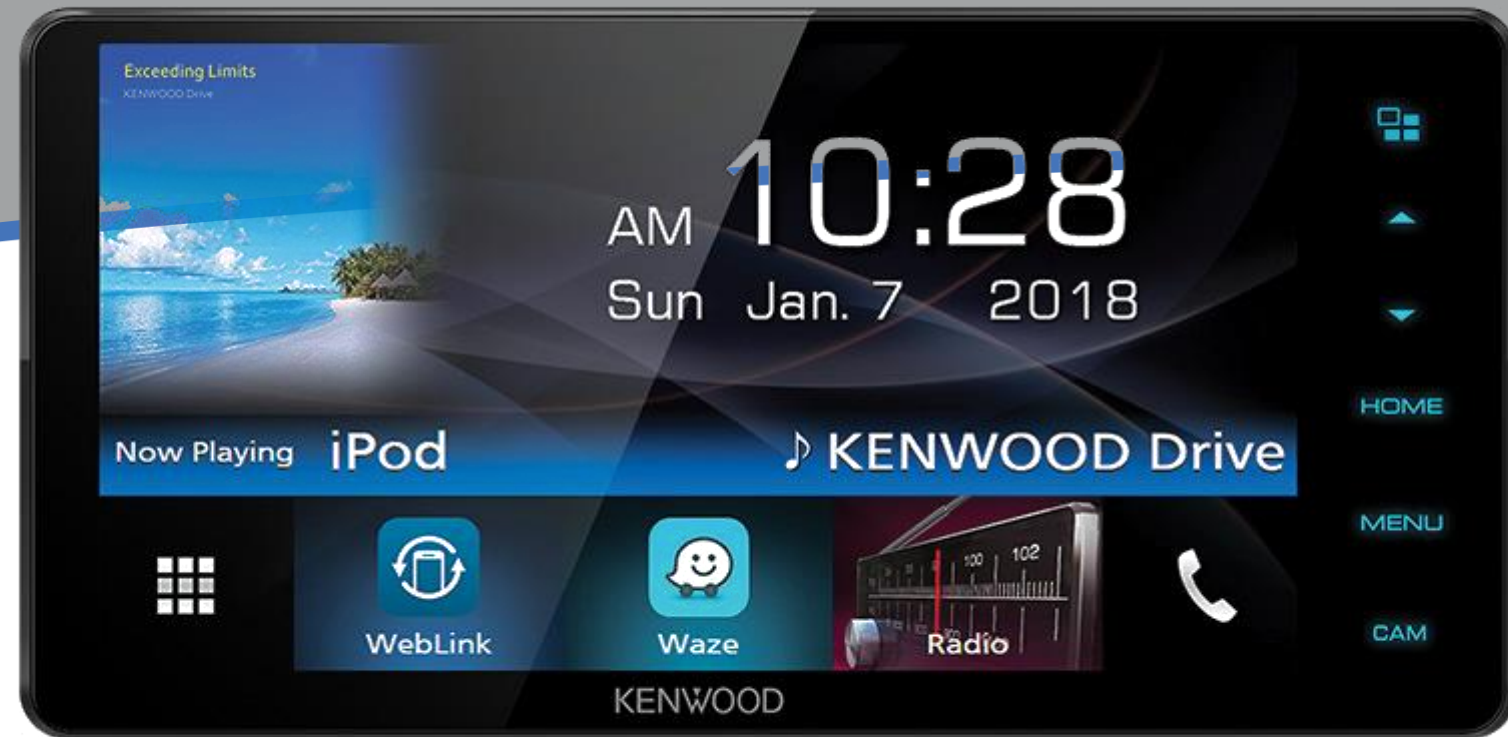 Exceeding Limits
KENWOOD Drive
AM 10:28
Sun Jan. 7 2018
Now Playing iPod ♪ KENWOOD Drive
HOME
MENU
CAM
100 102
WebLink Waze Radio
KENWOOD